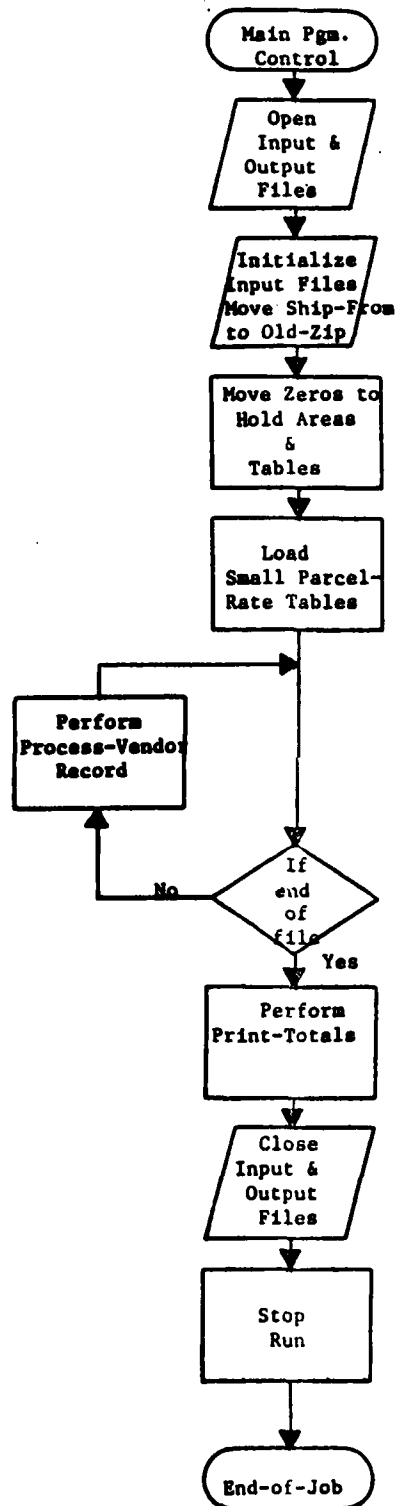 Main Pgm.
Control
Open
Input &
Output
Files
Initialize
Input Files
Move Ship-From
to Old-Zip
Move Zeros to
Hold Areas
&
Tables
Load
Small Parcel-
Rate Tables
Perform
Process-Vendor
Record
If
end
of
file
No
Yes
Perform
Print-Totals
Close
Input &
Output
Files
Stop
Run
End-of-Job